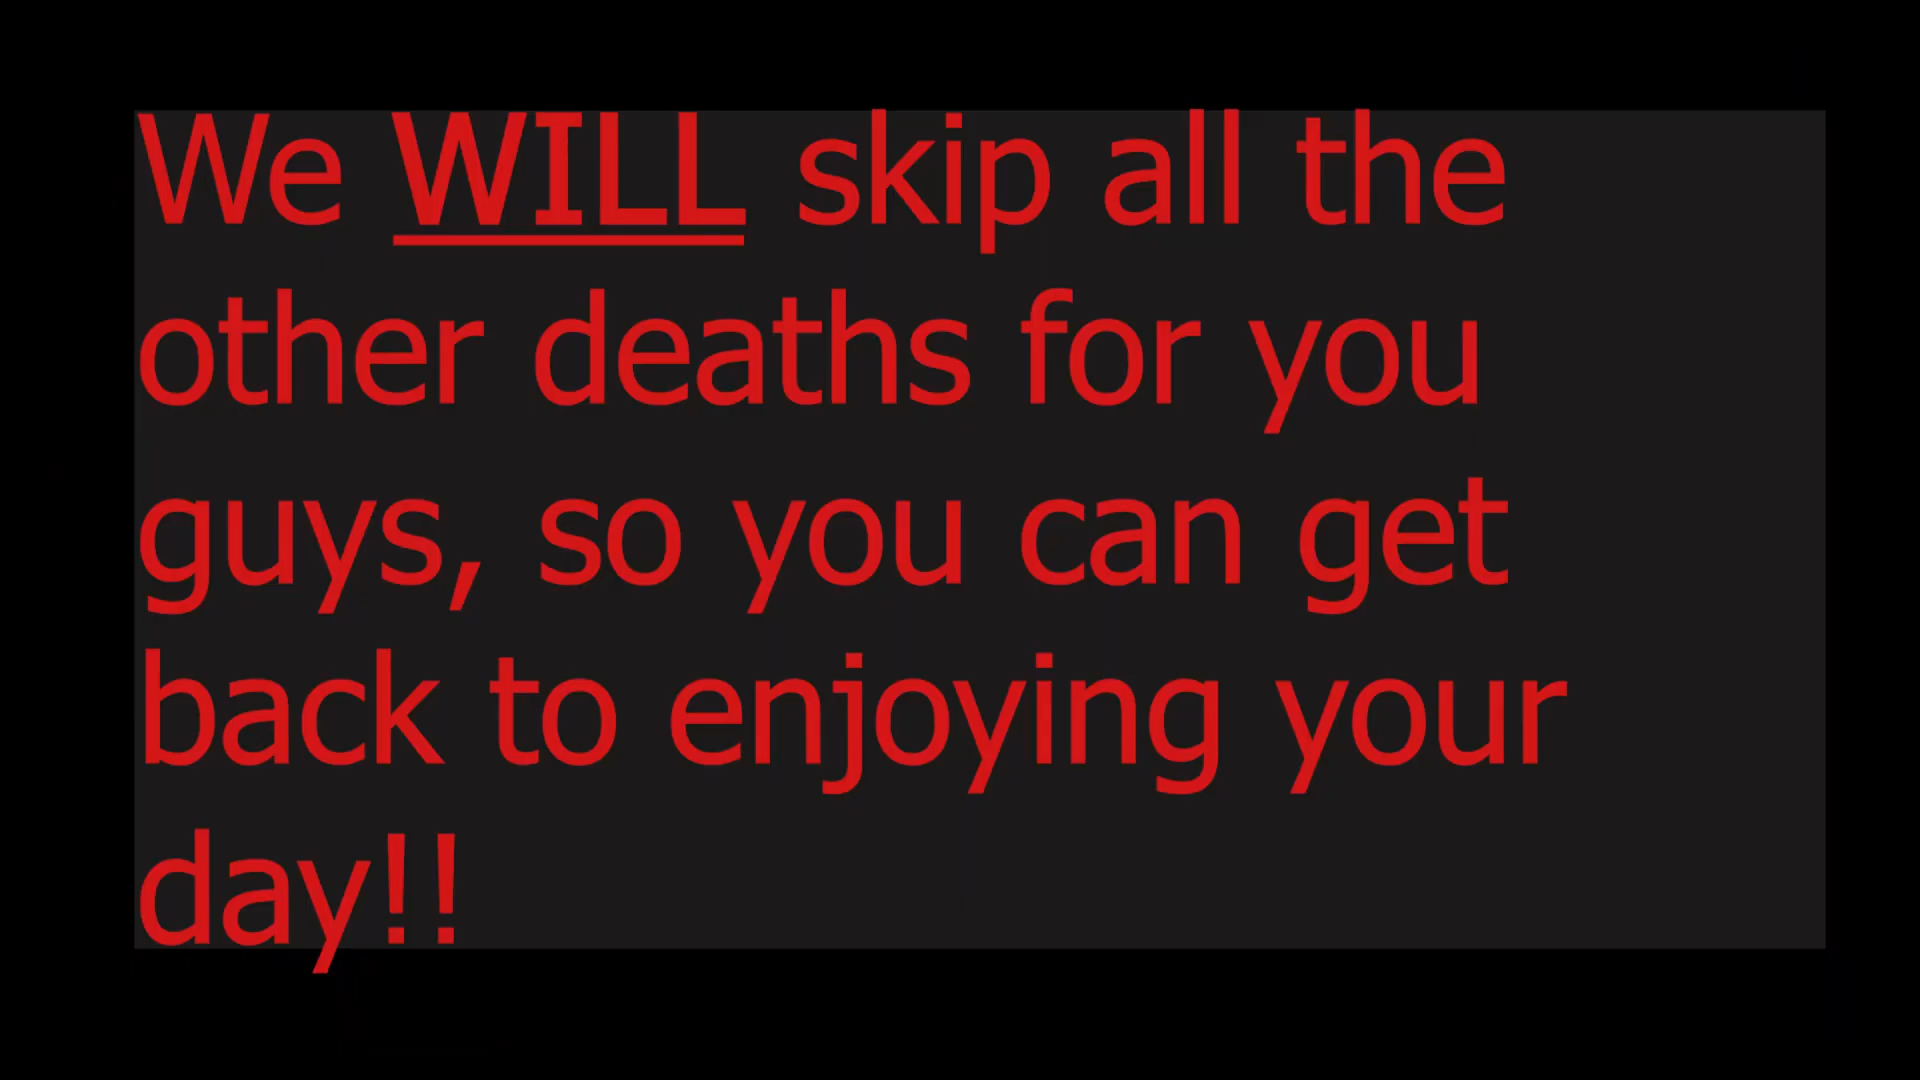 We WILL skip all the
other deaths for you
guys, so you can get
back to enjoying your
day!!